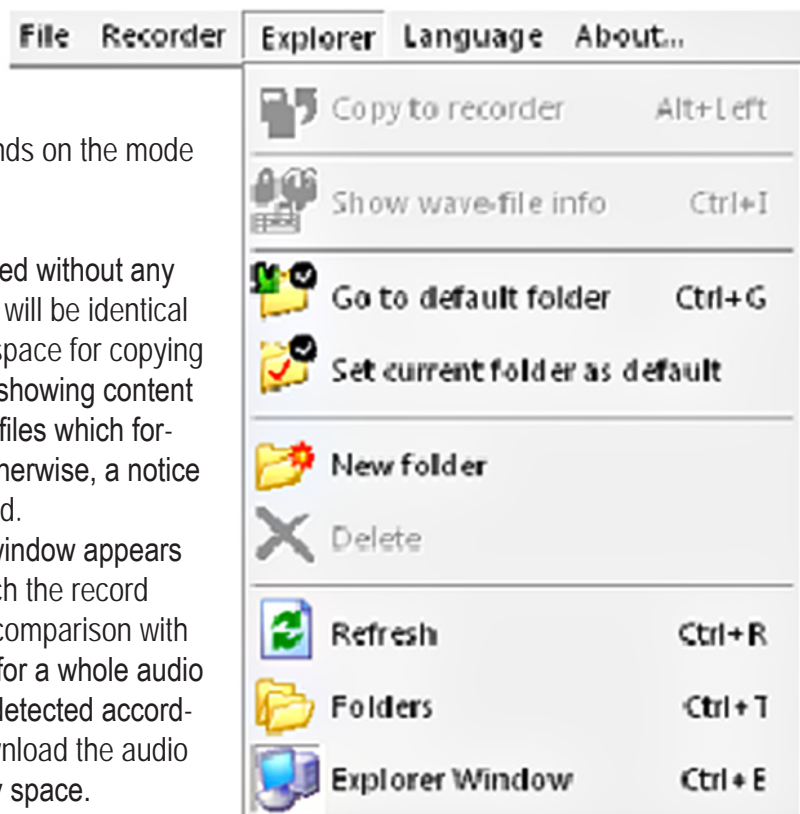 File Recorder Explorer Language About...
Copy to recorder Alt+Left
Show wave-file info Ctrl+I
Go to default folder Ctrl+G
Set current folder as default
New folder
Delete
Refresh Ctrl+R
Folders Ctrl+T
Explorer Window Ctrl+E
nds on the mode
ed without any
will be identical
space for copying
showing content
files which for-
herwise, a notice
d.
window appears
ch the record
comparison with
for a whole audio
detected accord-
wnload the audio
y space.